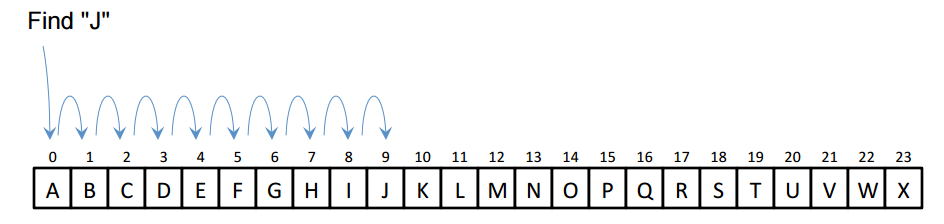 Find "J"
0 1 2 3 4 5 6 7 8 9 10 11 12 13 14 15 16 17 18 19 20 21 22 23
A B C D E F G H I J K L M N O P Q R S T U V W X